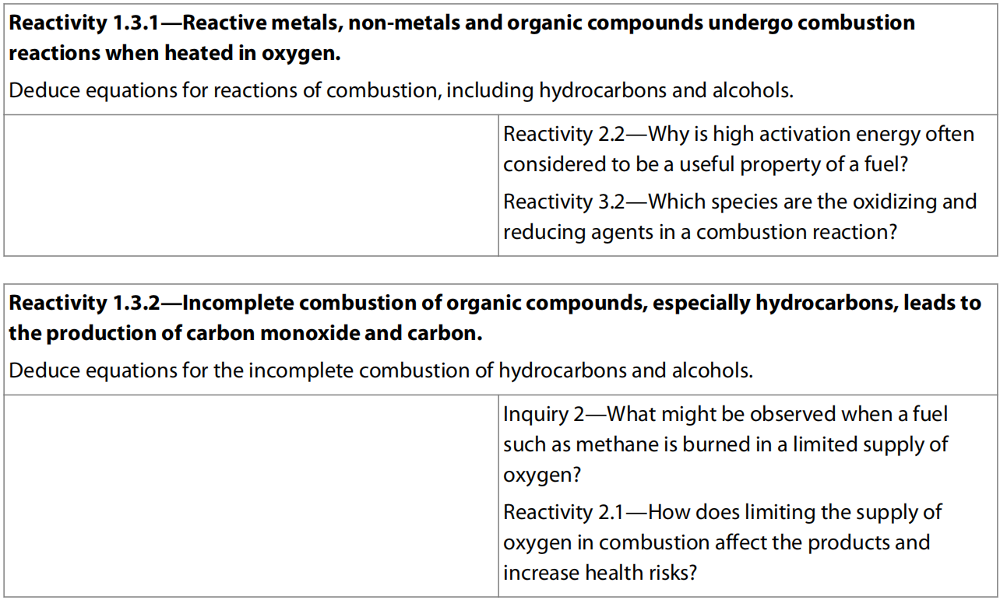 Reactivity 1.3.1—Reactive metals, non-metals and organic compounds undergo combustion
reactions when heated in oxygen.
Deduce equations for reactions of combustion, including hydrocarbons and alcohols.
Reactivity 2.2—Why is high activation energy often
considered to be a useful property of a fuel?
Reactivity 3.2—Which species are the oxidizing and
reducing agents in a combustion reaction?
Reactivity 1.3.2—Incomplete combustion of organic compounds, especially hydrocarbons, leads to
the production of carbon monoxide and carbon.
Deduce equations for the incomplete combustion of hydrocarbons and alcohols.
Inquiry 2—What might be observed when a fuel
such as methane is burned in a limited supply of
oxygen?
Reactivity 2.1—How does limiting the supply of
oxygen in combustion affect the products and
increase health risks?